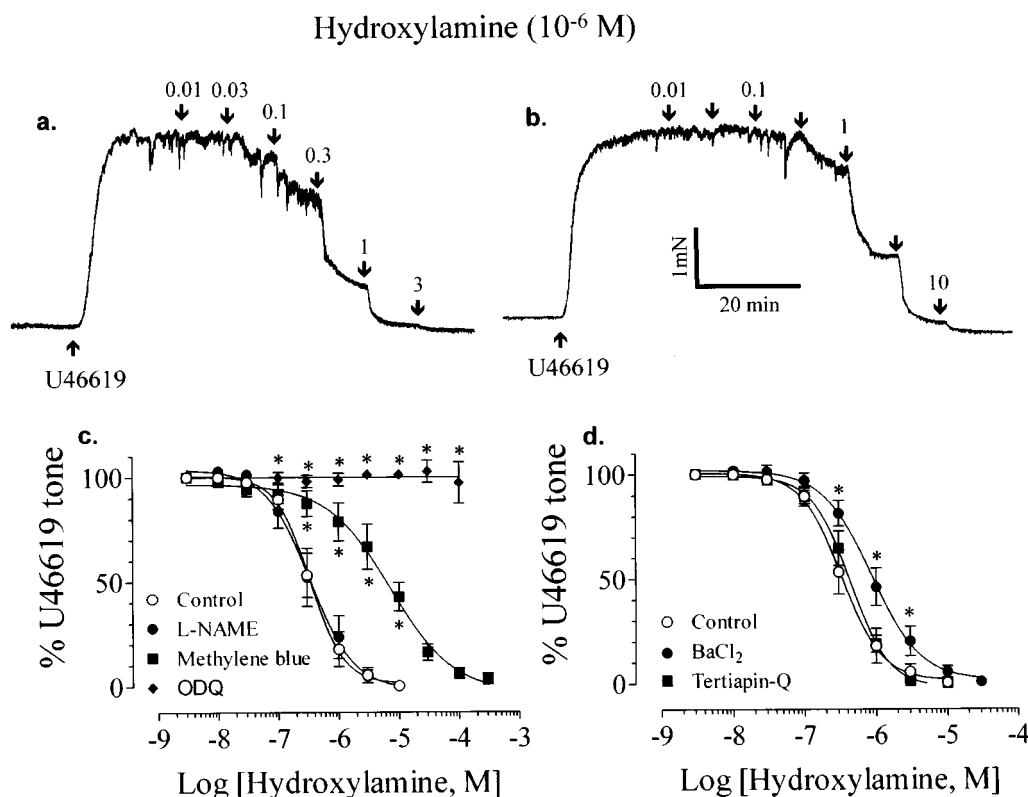 Hydroxylamine (10⁻⁶ M)
a.
0.01
0.03
0.1
0.3
1
3
U46619
b.
0.01
0.1
1
10
1mN
20 min
U46619
c.
% U46619 tone
100
50
0
* * * * * * *
* * * *
Control
L-NAME
Methylene blue
ODQ
-9 -8 -7 -6 -5 -4 -3
Log [Hydroxylamine, M]
d.
% U46619 tone
100
50
0
* * *
Control
BaCl₂
Tertiapin-Q
-9 -8 -7 -6 -5 -4
Log [Hydroxylamine, M]